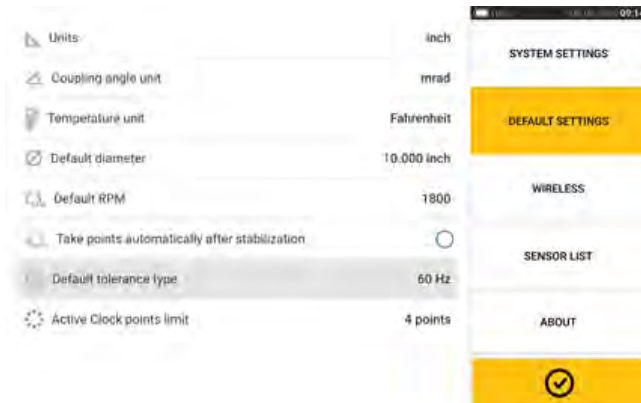 Units inch
Coupling angle unit mrad
Temperature unit Fahrenheit
Default diameter 10.000 inch
Default RPM 1800
Take points automatically after stabilization
Default tolerance type 60 Hz
Active Clock points limit 4 points
09:14
SYSTEM SETTINGS
DEFAULT SETTINGS
WIRELESS
SENSOR LIST
ABOUT